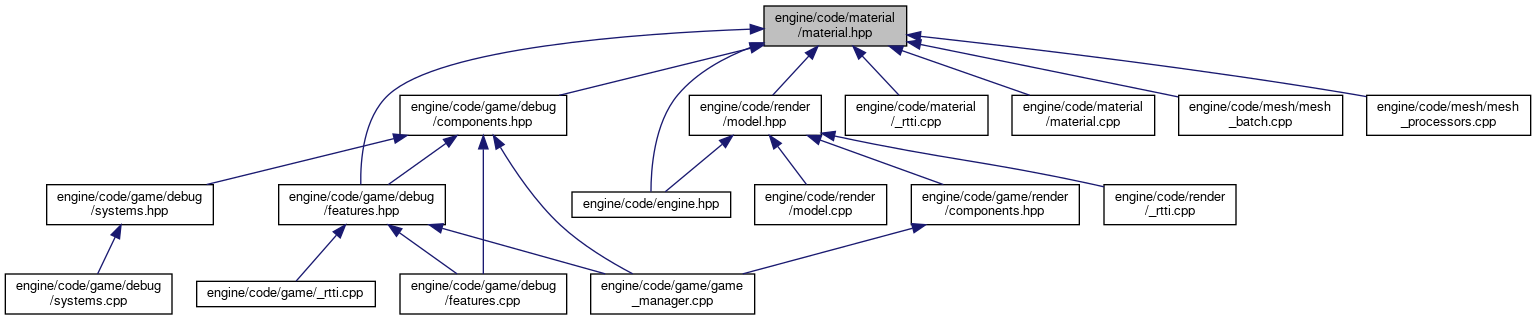 engine/code/material
/material.hpp
engine/code/game/debug
/components.hpp
engine/code/render
/model.hpp
engine/code/material
/_rtti.cpp
engine/code/material
/material.cpp
engine/code/mesh/mesh
_batch.cpp
engine/code/mesh/mesh
_processors.cpp
engine/code/game/debug
/systems.hpp
engine/code/game/debug
/features.hpp
engine/code/engine.hpp
engine/code/render
/model.cpp
engine/code/game/render
/components.hpp
engine/code/render
/_rtti.cpp
engine/code/game/debug
/systems.cpp
engine/code/game/_rtti.cpp
engine/code/game/debug
/features.cpp
engine/code/game/game
_manager.cpp